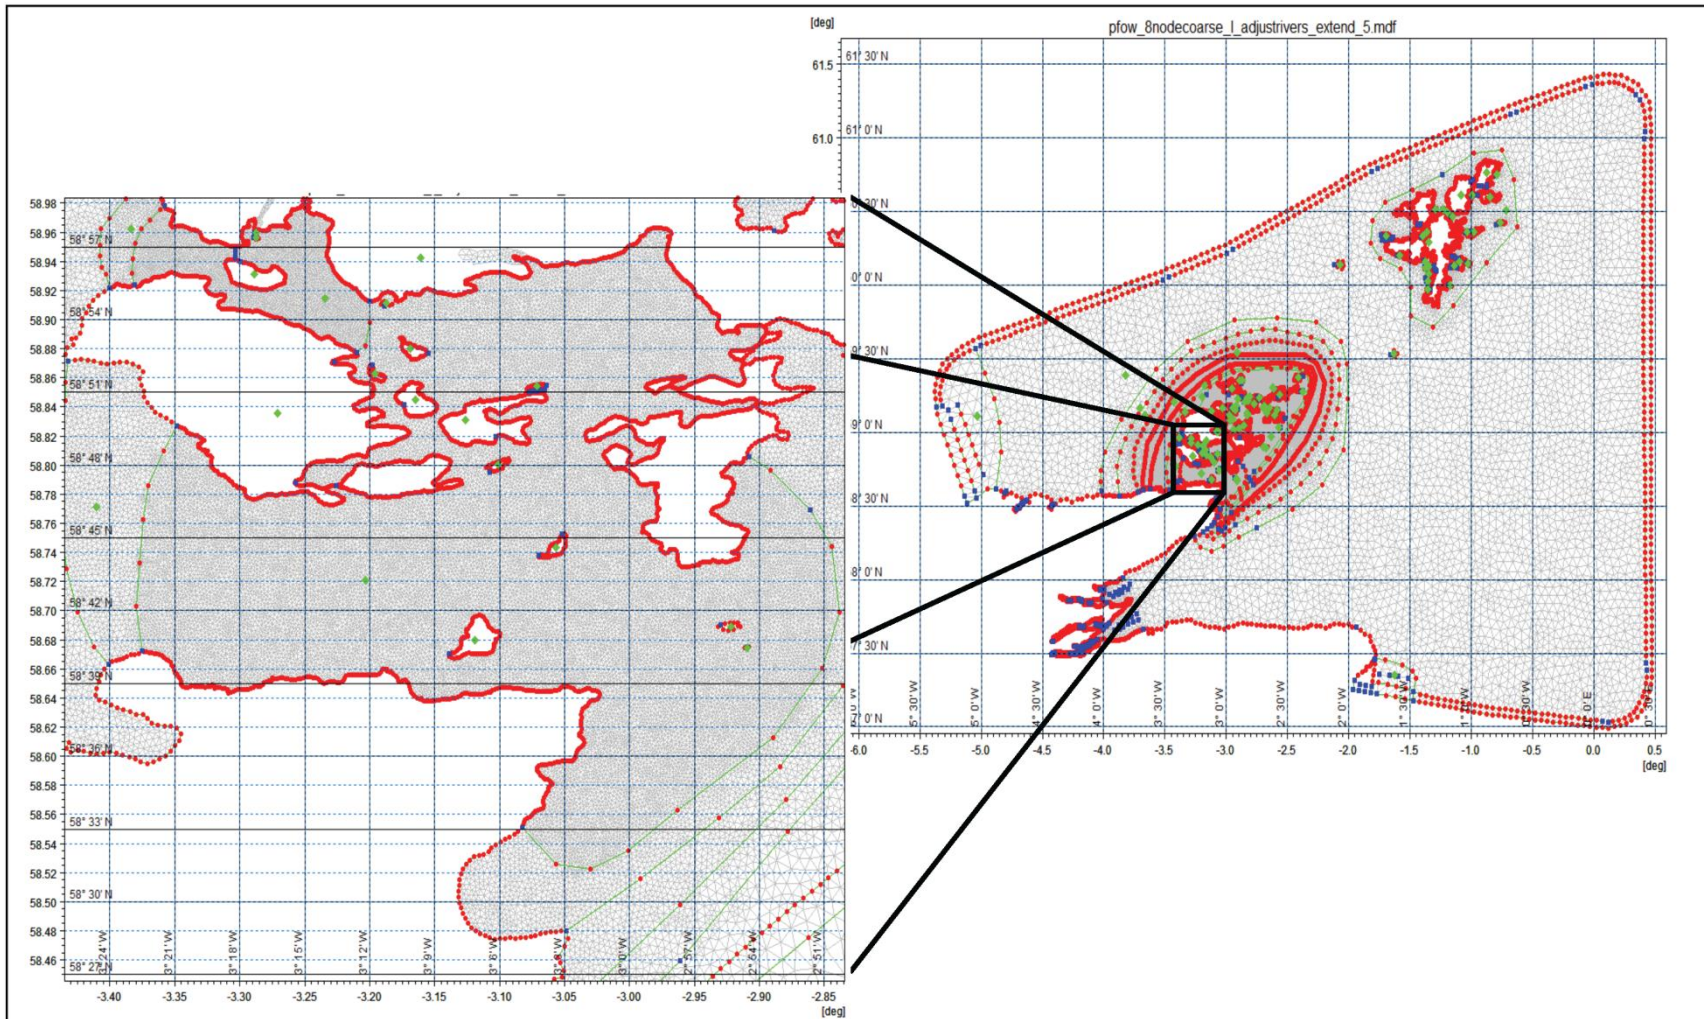 [deg]
pfow_8nodecoarse_l_adjustrivers_extend_5.mdf
61.5
61° 30' N
61.0
61° 0' N
0° 0' N
9° 30' N
9° 0' N
8° 30' N
8° 0' N
7° 30' N
7° 0' N
5° 30' W
5° 0' W
4° 30' W
4° 0' W
3° 30' W
3° 0' W
2° 30' W
2° 0' W
-6.0
-5.5
-5.0
-4.5
-4.0
-3.5
-3.0
-2.5
-2.0
-1.5
-1.0
-0.5
0.0
0.5
[deg]
58.98
58.96
58° 57' N
58.94
58.92
58° 54' N
58.90
58.88
58.86
58° 51' N
58.84
58.82
58° 48' N
58.80
58.78
58.76
58° 45' N
58.74
58.72
58° 42' N
58.70
58.68
58.66
58° 39' N
58.64
58.62
58° 36' N
58.60
58.58
58.56
58° 33' N
58.54
58.52
58° 30' N
58.50
58.48
58.46
58° 27' N
3° 24' W
3° 21' W
3° 18' W
3° 15' W
3° 12' W
3° 9' W
3° 6' W
3° 0' W
2° 57' W
2° 54' W
2° 51' W
-3.40
-3.35
-3.30
-3.25
-3.20
-3.15
-3.10
-3.05
-3.00
-2.95
-2.90
-2.85
[deg]